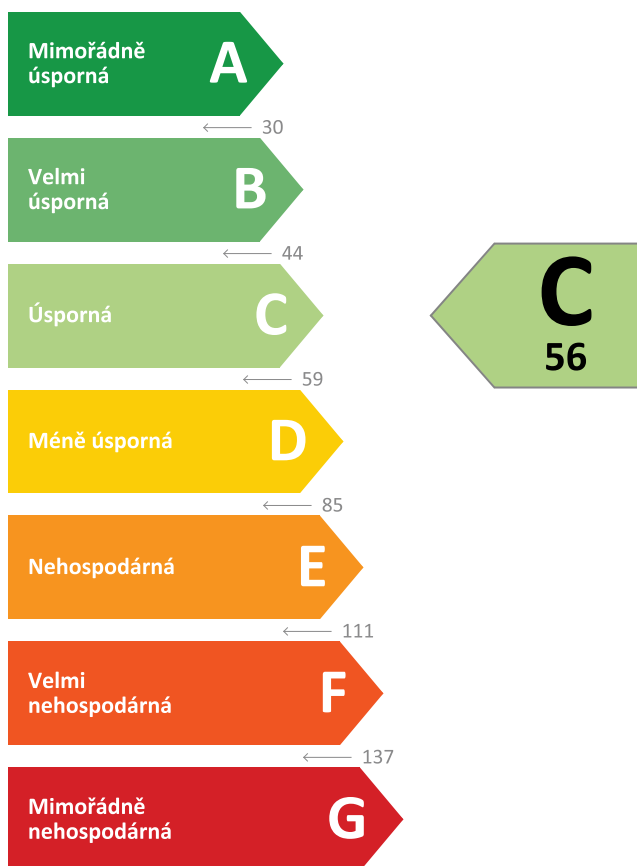 Mimořádně
úsporná
A
30
Velmi
úsporná
B
44
Úsporná
C
59
Méně úsporná
D
85
Nehospodárná
E
111
Velmi
nehospodárná
F
137
Mimořádně
nehospodárná
G
C
56